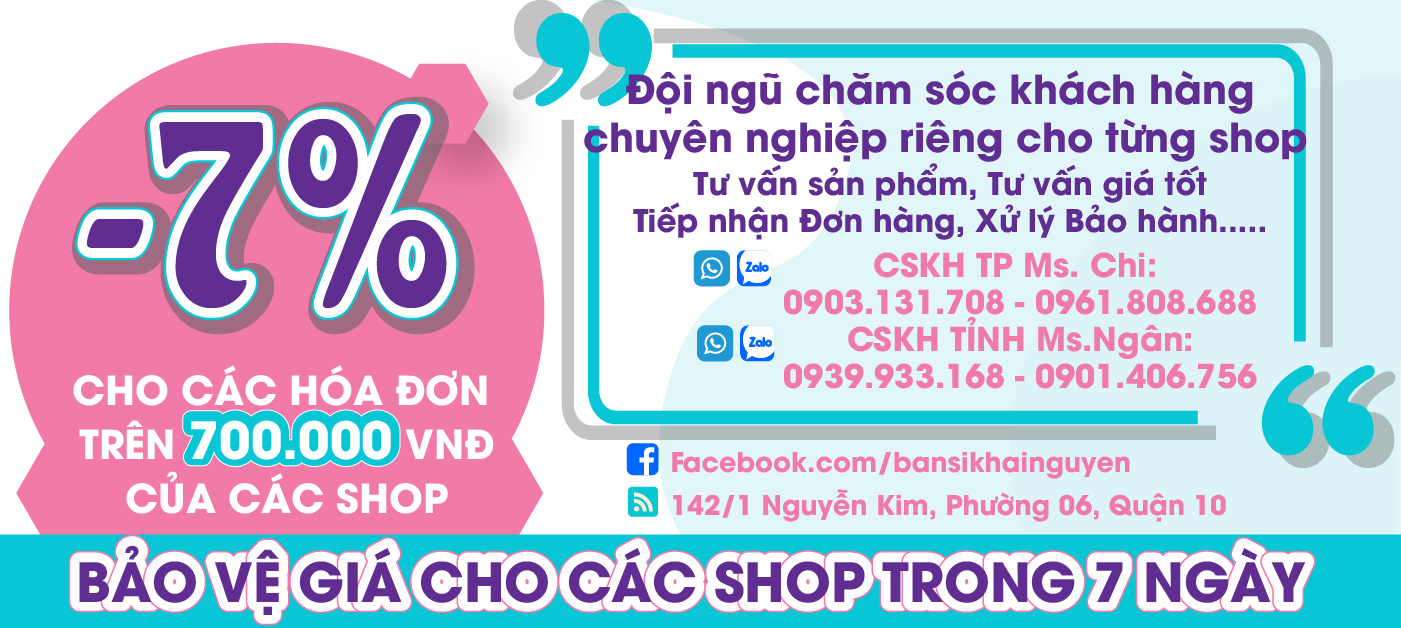 -7%
CHO CÁC HÓA ĐƠN
TRÊN 700.000 VNĐ
CỦA CÁC SHOP
Đội ngũ chăm sóc khách hàng
chuyên nghiệp riêng cho từng shop
Tư vấn sản phẩm, Tư vấn giá tốt
Tiếp nhận Đơn hàng, Xử lý Bảo hành.....
Zalo
CSKH TP Ms. Chi:
0903.131.708 - 0961.808.688
Zalo
CSKH TỈNH Ms.Ngân:
0939.933.168 - 0901.406.756
Facebook.com/bansikhainguyen
142/1 Nguyễn Kim, Phường 06, Quận 10
BẢO VỆ GIÁ CHO CÁC SHOP TRONG 7 NGÀY